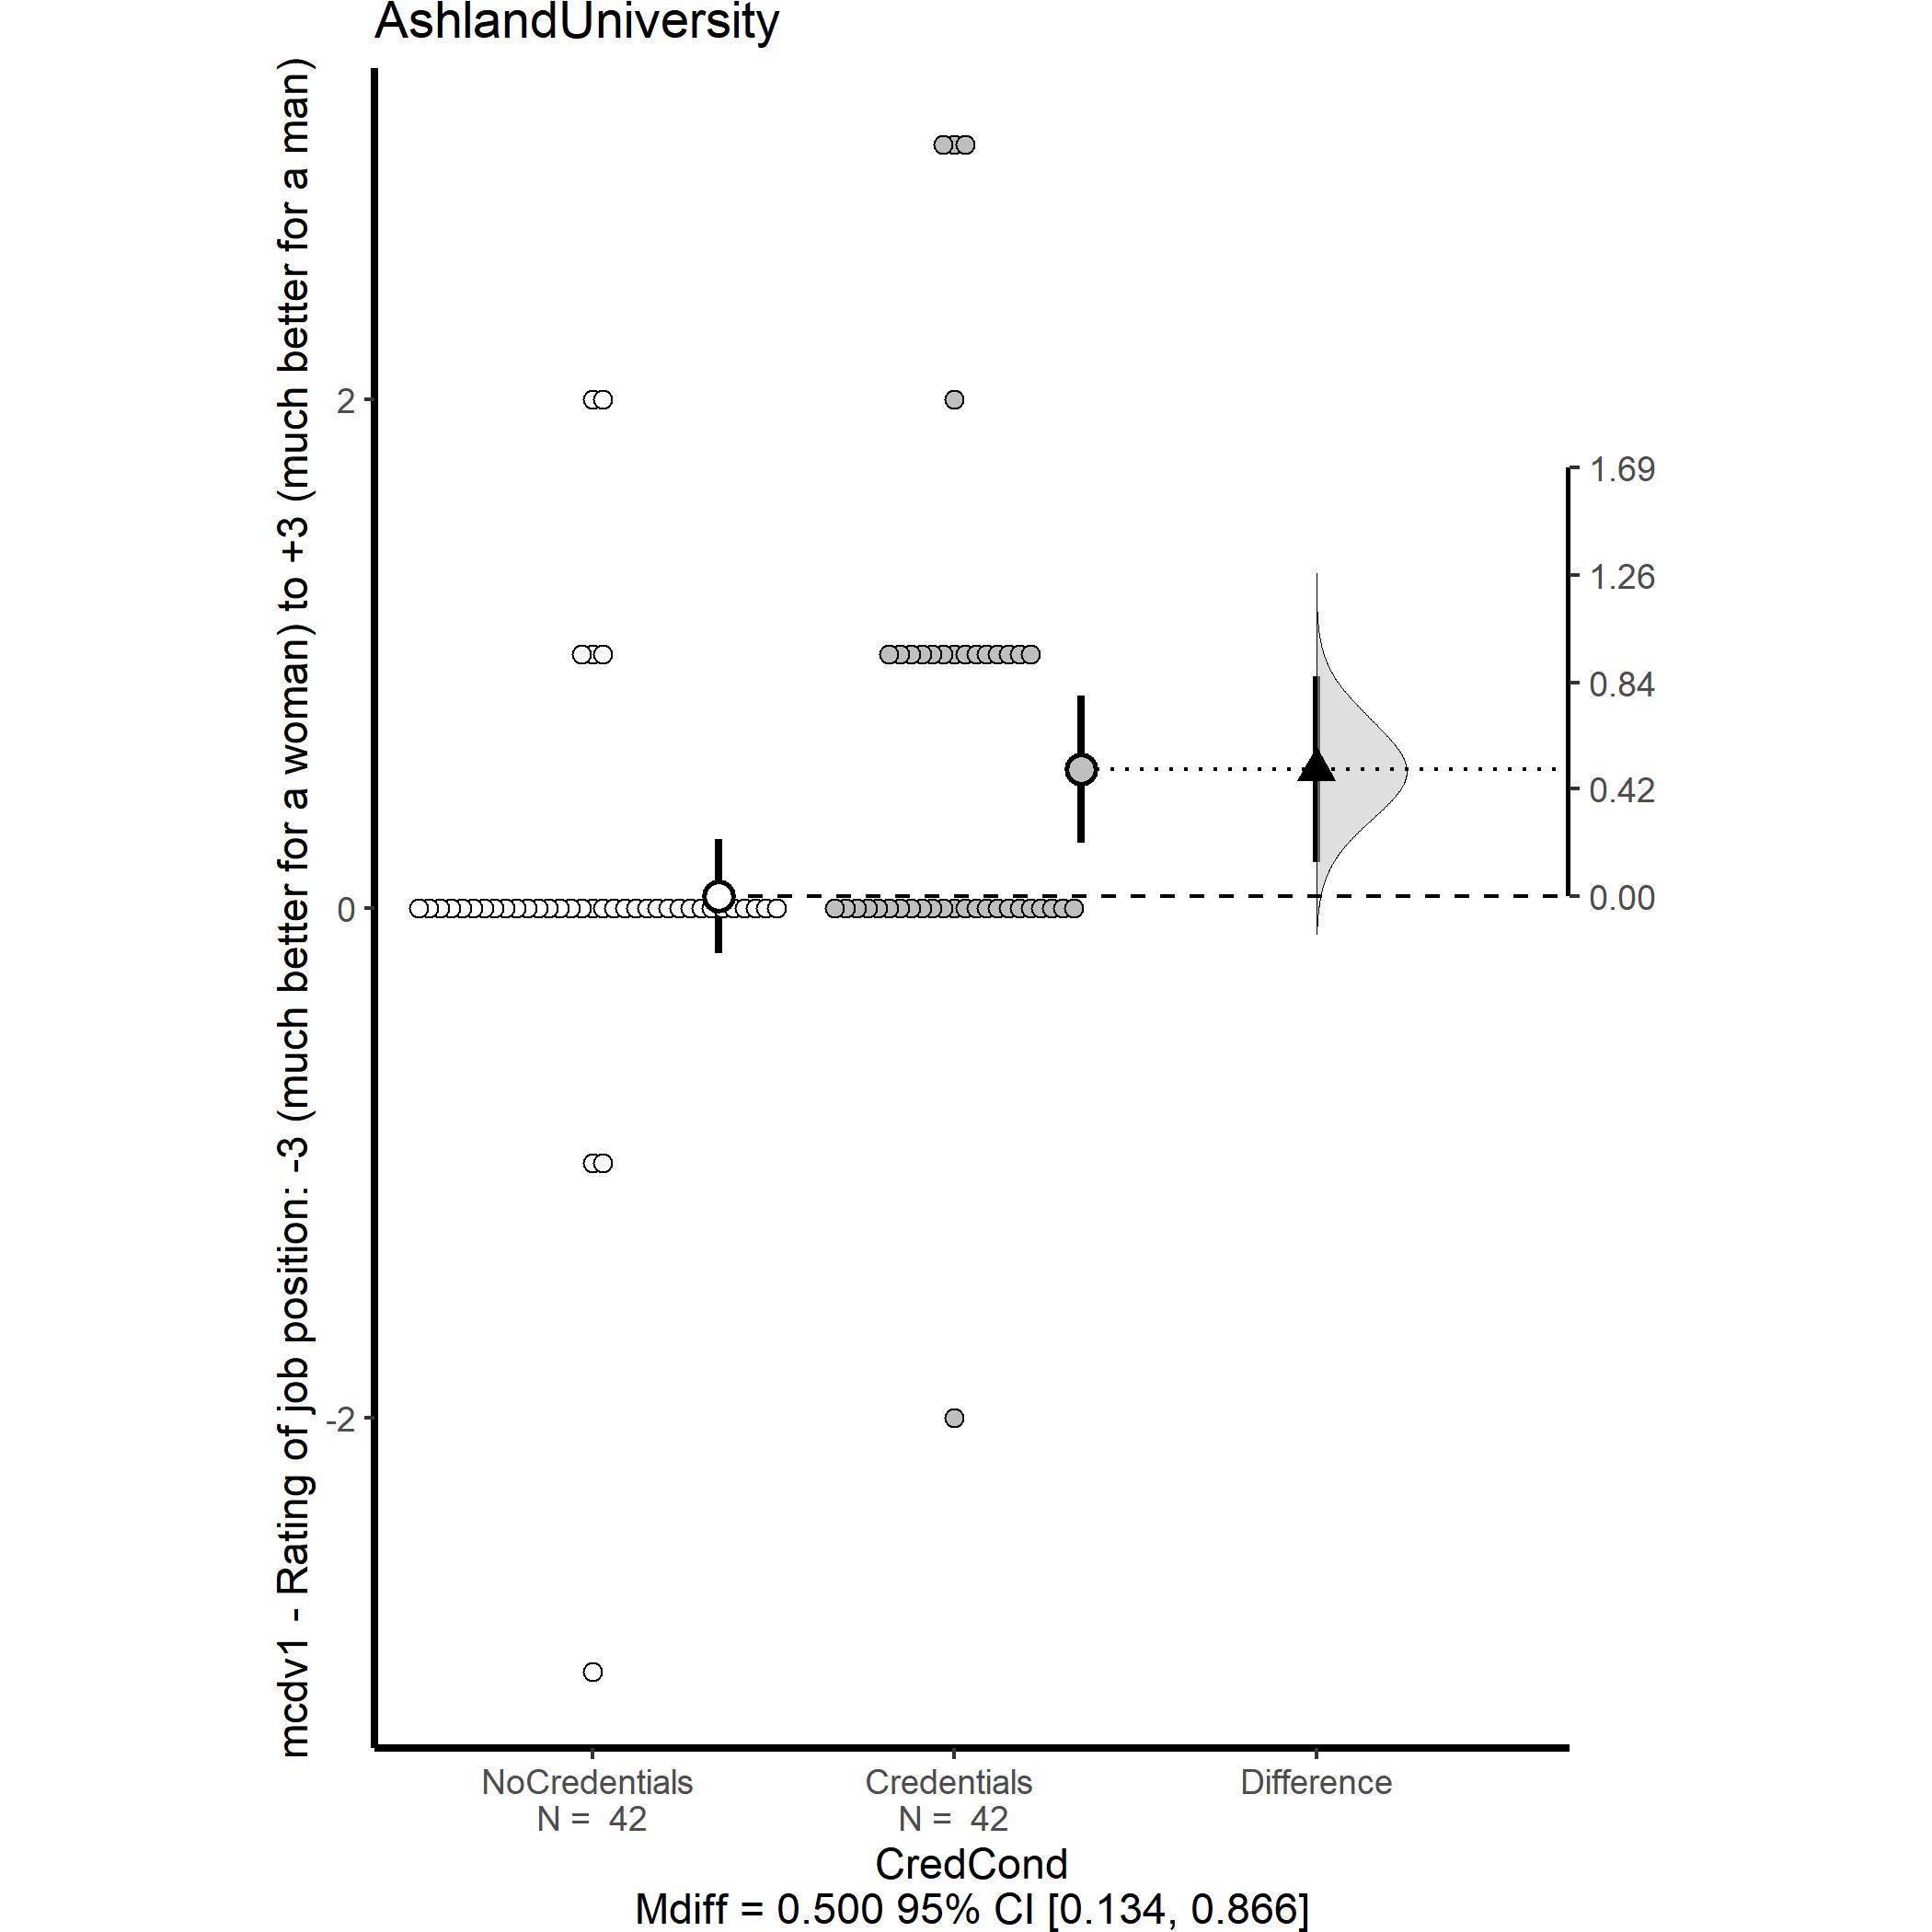 AshlandUniversity
mcdv1 - Rating of job position: -3 (much better for a woman) to +3 (much better for a man)
2
0
-2
1.69
1.26
0.84
0.42
0.00
NoCredentials
N =  42
Credentials
N =  42
Difference
CredCond
Mdiff = 0.500 95% CI [0.134, 0.866]